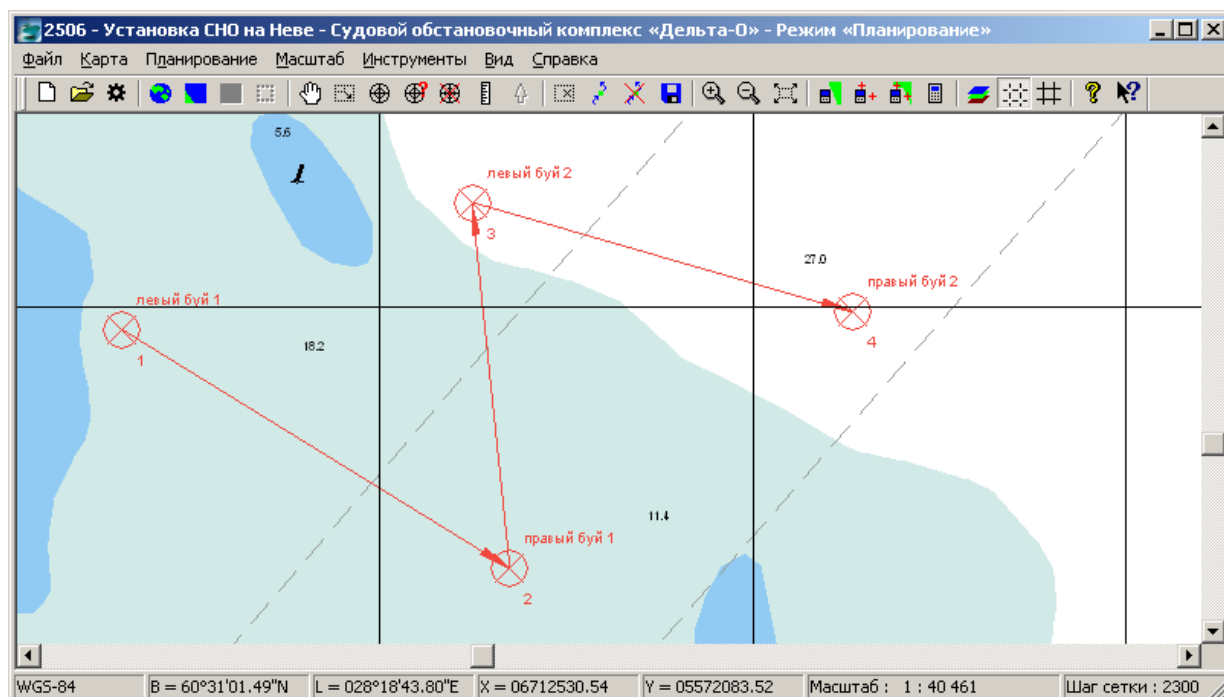 2506 - Установка СНО на Неве - Судовой обстановочный комплекс «Дельта-О» - Режим «Планирование»
Файл Карта Планирование Масштаб Инструменты Вид Справка
5.6
левый буй 2
3
27.0
правый буй 2
левый буй 1
4
18.2
1
11.4
правый буй 1
2
WGS-84 B = 60°31'01.49"N L = 028°18'43.80"E X = 06712530.54 Y = 05572083.52 Масштаб : 1 : 40 461 Шаг сетки : 2300